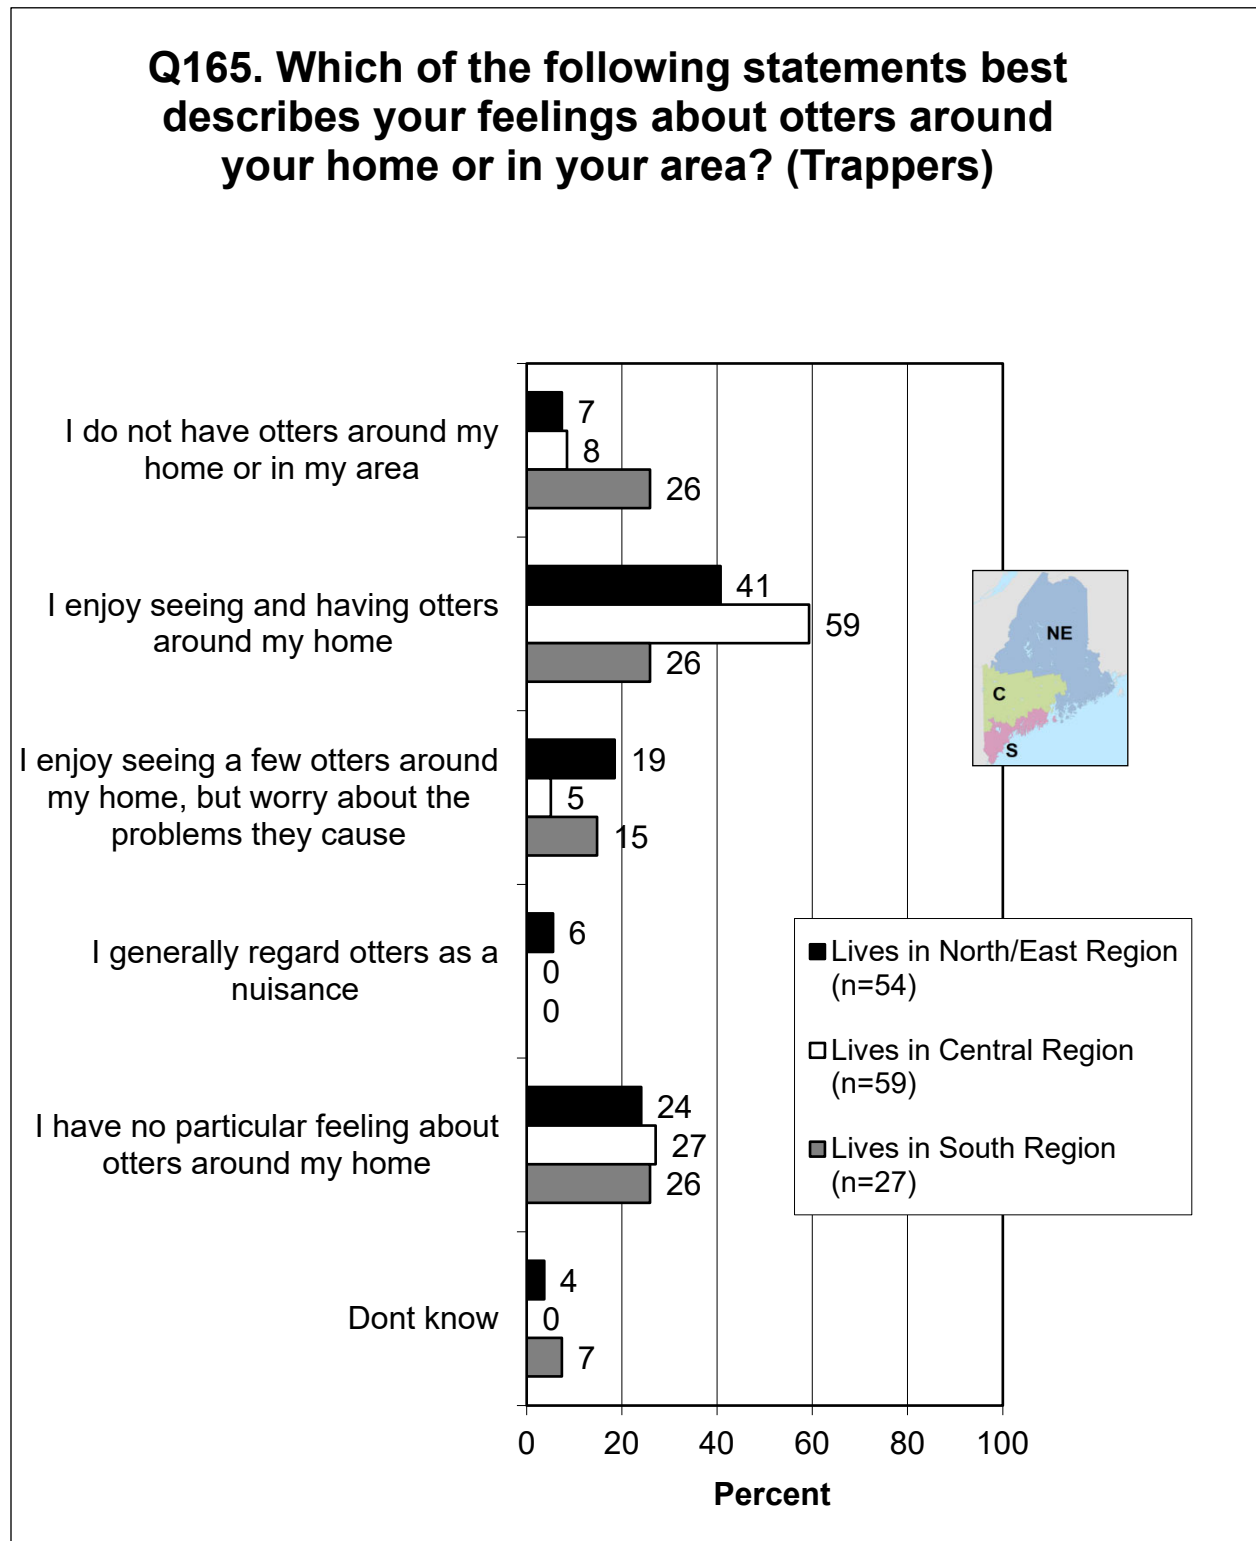 Q165. Which of the following statements best
describes your feelings about otters around
your home or in your area? (Trappers)
I do not have otters around my
home or in my area
7
8
26
I enjoy seeing and having otters
around my home
41
59
26
NE
C
S
I enjoy seeing a few otters around
my home, but worry about the
problems they cause
19
5
15
I generally regard otters as a
nuisance
6
0
0
Lives in North/East Region
(n=54)
Lives in Central Region
(n=59)
Lives in South Region
(n=27)
I have no particular feeling about
otters around my home
24
27
26
Dont know
4
0
7
0 20 40 60 80 100
Percent